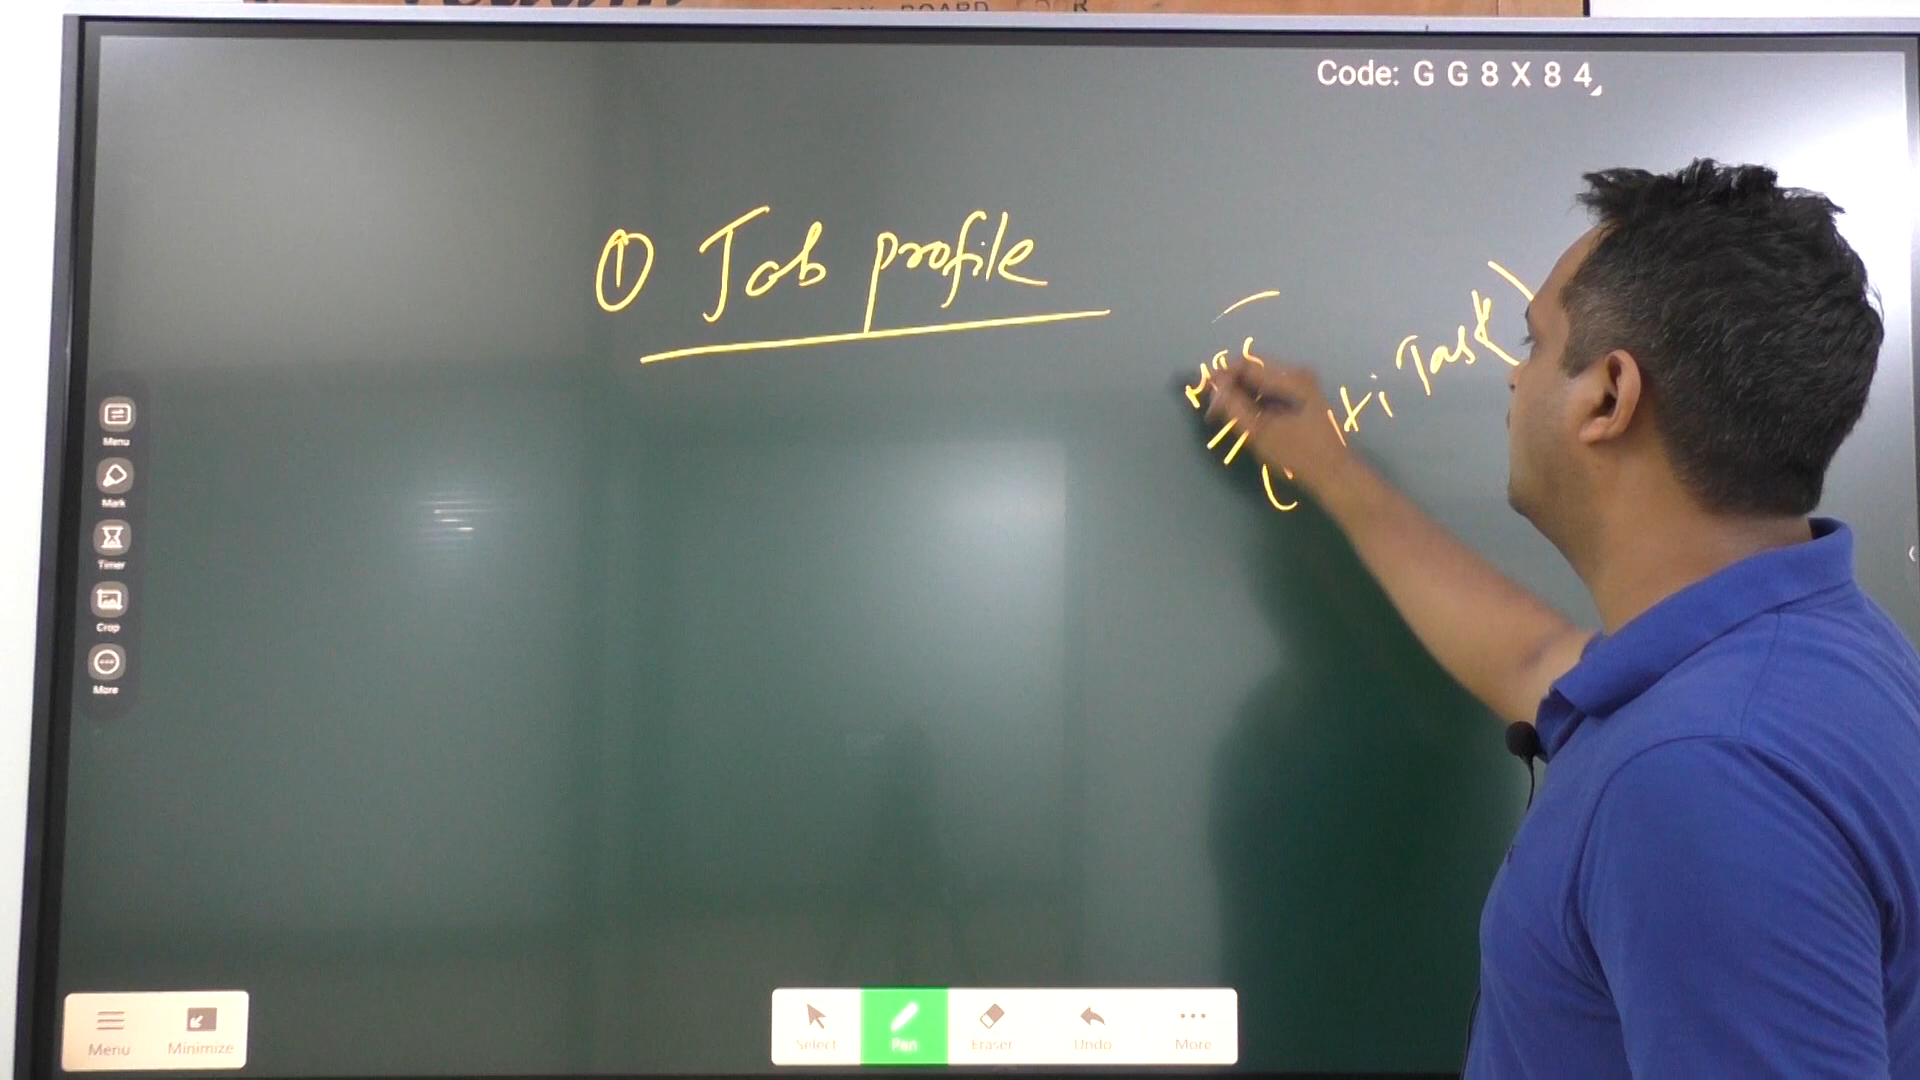 BOARD
Code: G G 8 X 8 4
① Job profile
MTS
Task)
Menu
Mark
Timer
Crop
More
Menu
Minimize
Select
Pen
Eraser
Undo
More